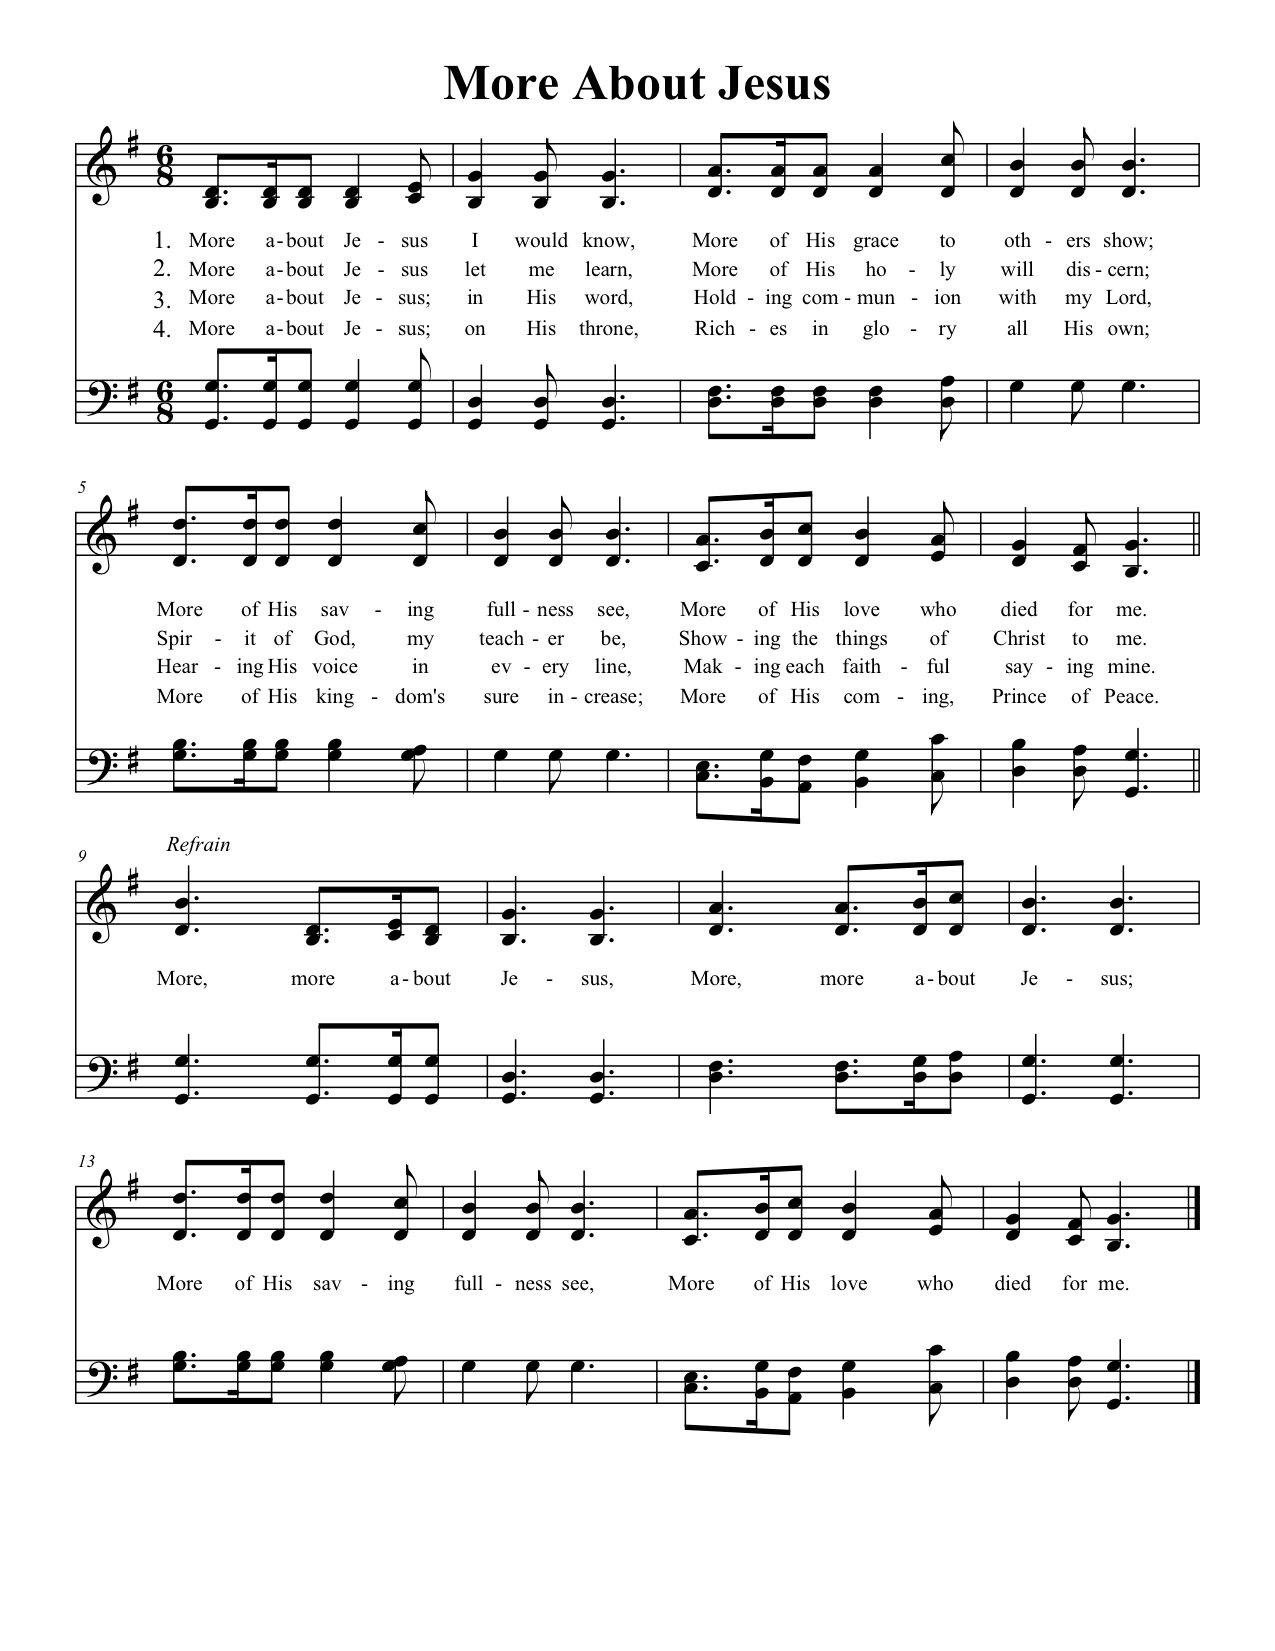 More About Jesus
6
8
1. More a-bout Je - sus I would know, More of His grace to oth - ers show;
2. More a-bout Je - sus let me learn, More of His ho - ly will dis - cern;
3. More a-bout Je - sus; in His word, Hold - ing com - mun - ion with my Lord,
4. More a-bout Je - sus; on His throne, Rich - es in glo - ry all His own;
6
8
5
More of His sav - ing full - ness see, More of His love who died for me.
Spir - it of God, my teach - er be, Show - ing the things of Christ to me.
Hear - ing His voice in ev - ery line, Mak - ing each faith - ful say - ing mine.
More of His king - dom's sure in - crease; More of His com - ing, Prince of Peace.
Refrain
9
More, more a-bout Je - sus, More, more a-bout Je - sus;
13
More of His sav - ing full - ness see, More of His love who died for me.